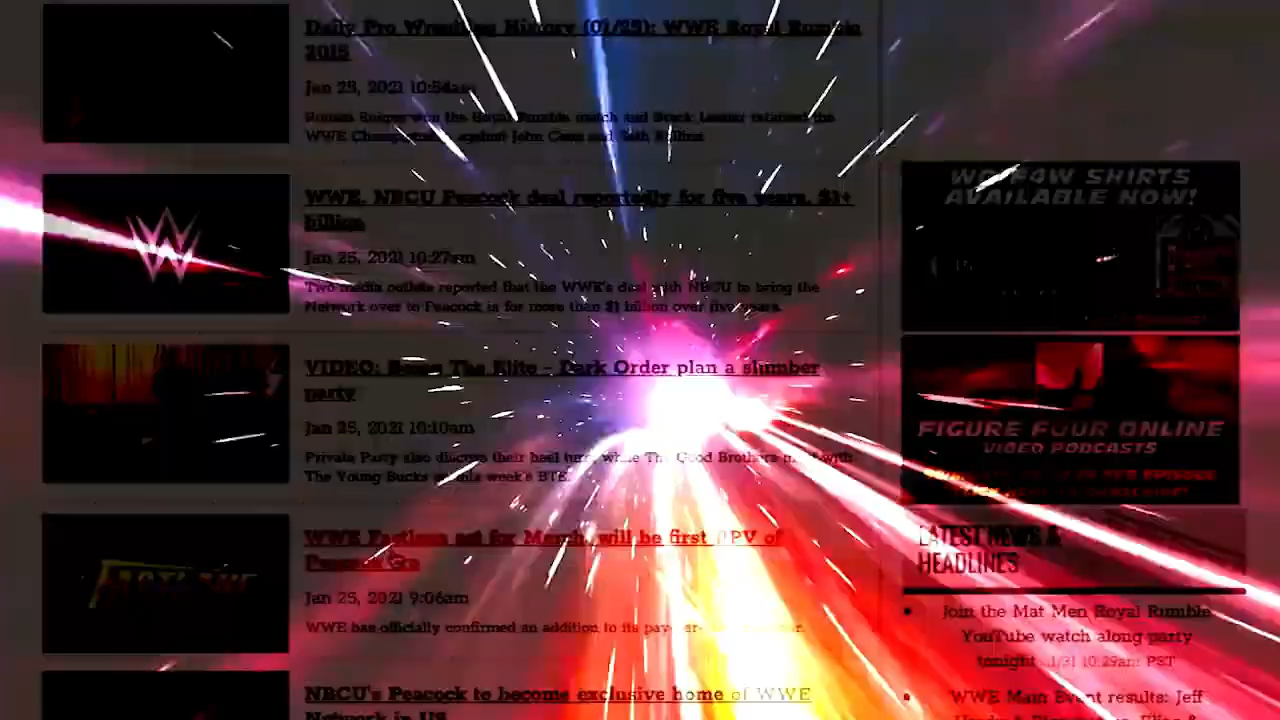 Daily Pro Wrestling History (01/25): WWE Royal Rumble
2015
Jan 25, 2021 10:54am
Roman Reigns won the Royal Rumble match and Brock Lesnar retained the
WWE Championship against John Cena and Seth Rollins
WWE, NBCU Peacock deal reportedly for five years, $1+
billion
Jan 25, 2021 10:27am
Two media outlets reported that the WWE's deal with NBCU to bring the
Network over to Peacock is for more than $1 billion over five years.
VIDEO: Being The Elite - Dark Order plan a slumber
party
Jan 25, 2021 10:10am
Private Party also discuss their heel turn while The Good Brothers with
The Young Bucks on this week's BTE.
WWE Fastlane set for March, will be first PPV of
Peacock Era
Jan 25, 2021 9:06am
WWE has officially confirmed an addition to its pay-per-view
NBCU's Peacock to become exclusive home of WWE
Network in US
SHIRTS
AVAILABLE NOW!
FIGURE FOUR ONLINE
VIDEO PODCASTS
LATEST NEWS &
HEADLINES
• Join the Mat Men Royal Rumble
YouTube watch along party
tonight 1/31 10:29am PST
• WWE Main Event results: Jeff